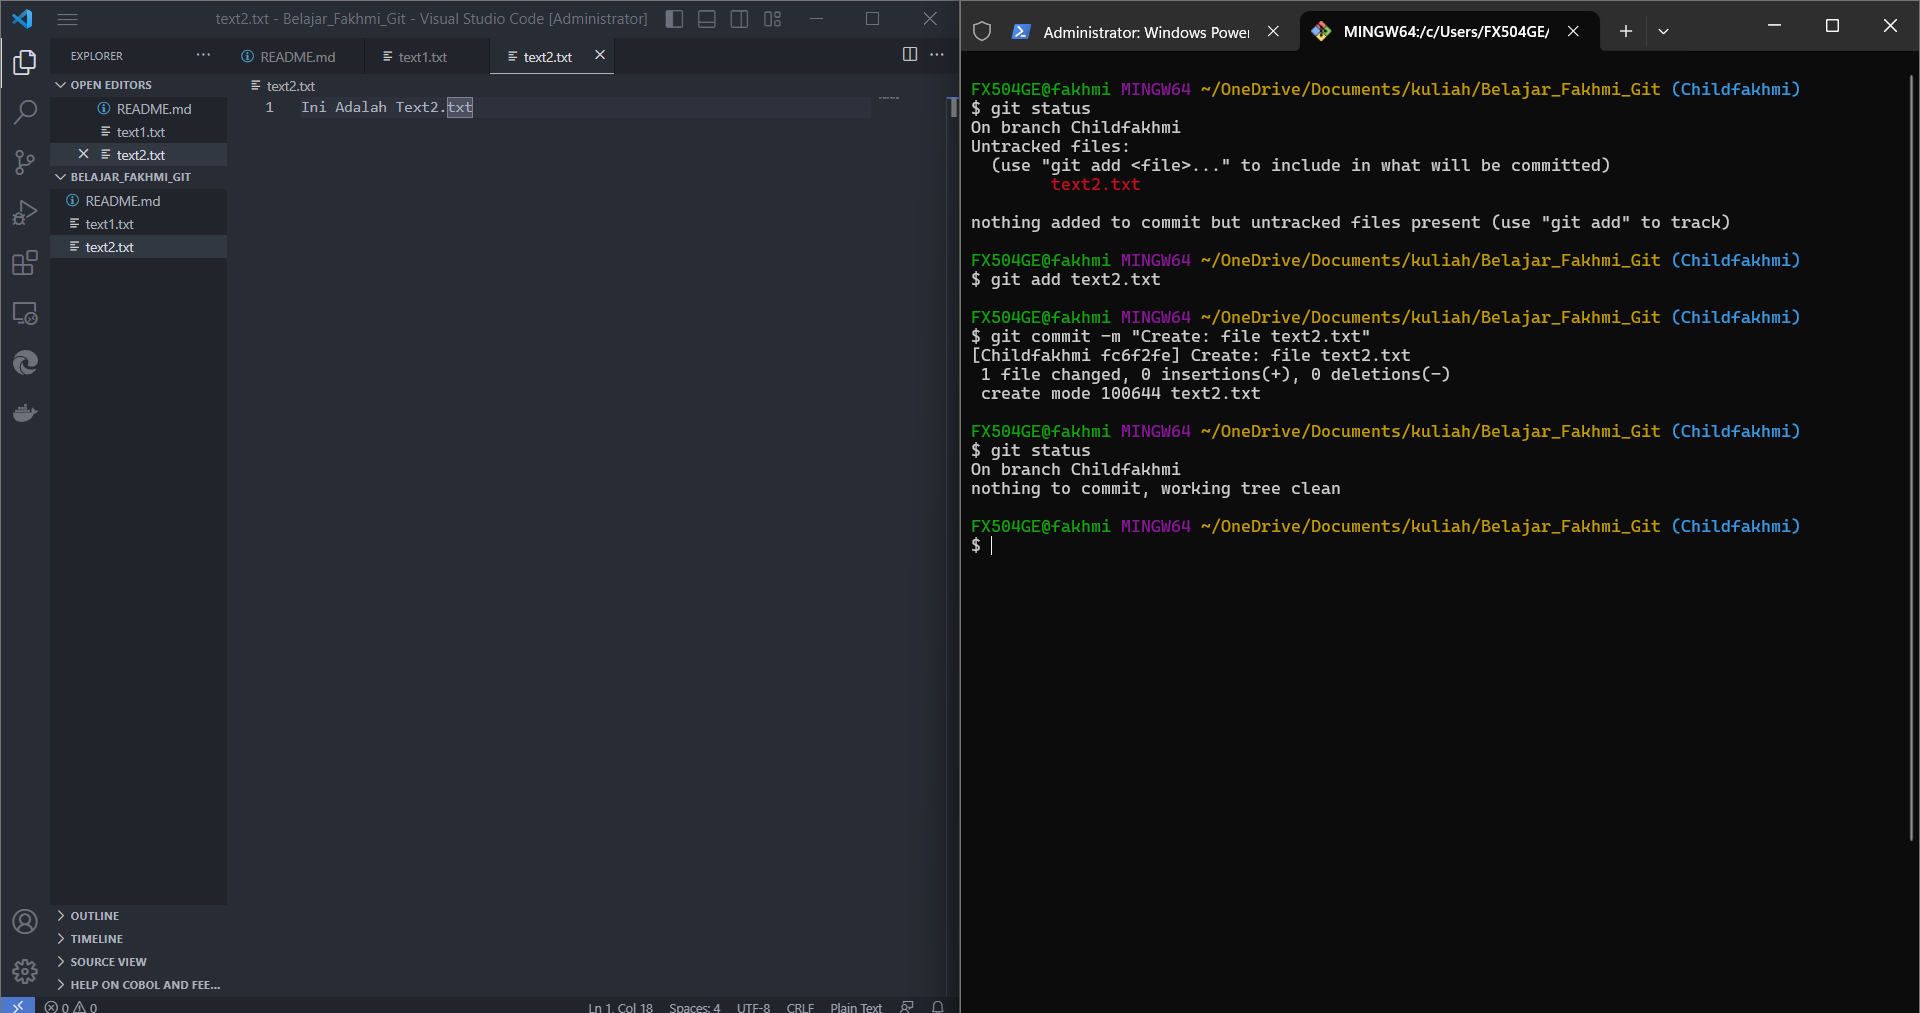 text2.txt - Belajar_Fakhmi_Git - Visual Studio Code [Administrator]
EXPLORER
README.md
text1.txt
text2.txt
OPEN EDITORS
README.md
text1.txt
text2.txt
BELAJAR_FAKHMI_GIT
README.md
text1.txt
text2.txt
OUTLINE
TIMELINE
SOURCE VIEW
HELP ON COBOL AND FEE...
text2.txt
1 Ini Adalah Text2.txt
0 0
Ln 1, Col 18 Spaces: 4 UTF-8 CRLF Plain Text
Administrator: Windows Power
MINGW64:/c/Users/FX504GE/
FX504GE@fakhmi MINGW64 ~/OneDrive/Documents/kuliah/Belajar_Fakhmi_Git (Childfakhmi)
$ git status
On branch Childfakhmi
Untracked files:
(use "git add <file>..." to include in what will be committed)
text2.txt
nothing added to commit but untracked files present (use "git add" to track)
FX504GE@fakhmi MINGW64 ~/OneDrive/Documents/kuliah/Belajar_Fakhmi_Git (Childfakhmi)
$ git add text2.txt
FX504GE@fakhmi MINGW64 ~/OneDrive/Documents/kuliah/Belajar_Fakhmi_Git (Childfakhmi)
$ git commit -m "Create: file text2.txt"
[Childfakhmi fc6f2fe] Create: file text2.txt
1 file changed, 0 insertions(+), 0 deletions(-)
create mode 100644 text2.txt
FX504GE@fakhmi MINGW64 ~/OneDrive/Documents/kuliah/Belajar_Fakhmi_Git (Childfakhmi)
$ git status
On branch Childfakhmi
nothing to commit, working tree clean
FX504GE@fakhmi MINGW64 ~/OneDrive/Documents/kuliah/Belajar_Fakhmi_Git (Childfakhmi)
$